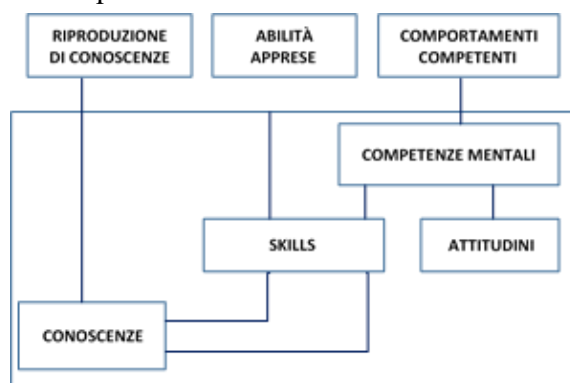 RIPRODUZIONE
DI CONOSCENZE
ABILITÀ
APPRESE
COMPORTAMENTI
COMPETENTI
COMPETENZE MENTALI
SKILLS
ATTITUDINI
CONOSCENZE